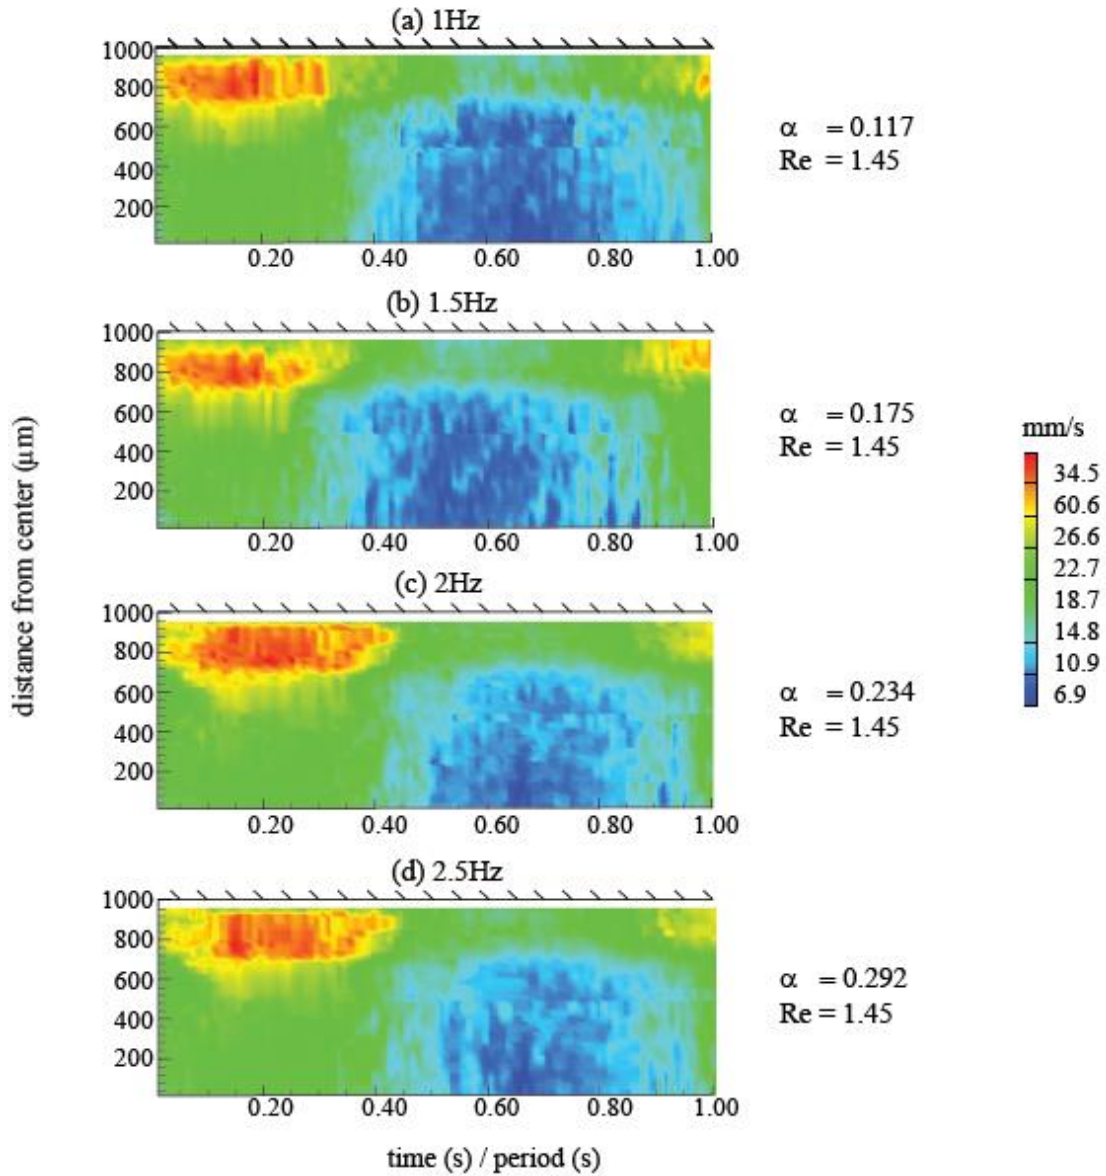 (a) 1Hz
1000
800
600
400
200
0.20 0.40 0.60 0.80 1.00
α = 0.117
Re = 1.45
(b) 1.5Hz
1000
800
600
400
200
0.20 0.40 0.60 0.80 1.00
α = 0.175
Re = 1.45
(c) 2Hz
1000
800
600
400
200
0.20 0.40 0.60 0.80 1.00
α = 0.234
Re = 1.45
(d) 2.5Hz
1000
800
600
400
200
0.20 0.40 0.60 0.80 1.00
α = 0.292
Re = 1.45
distance from center (μm)
time (s) / period (s)
mm/s
34.5
60.6
26.6
22.7
18.7
14.8
10.9
6.9